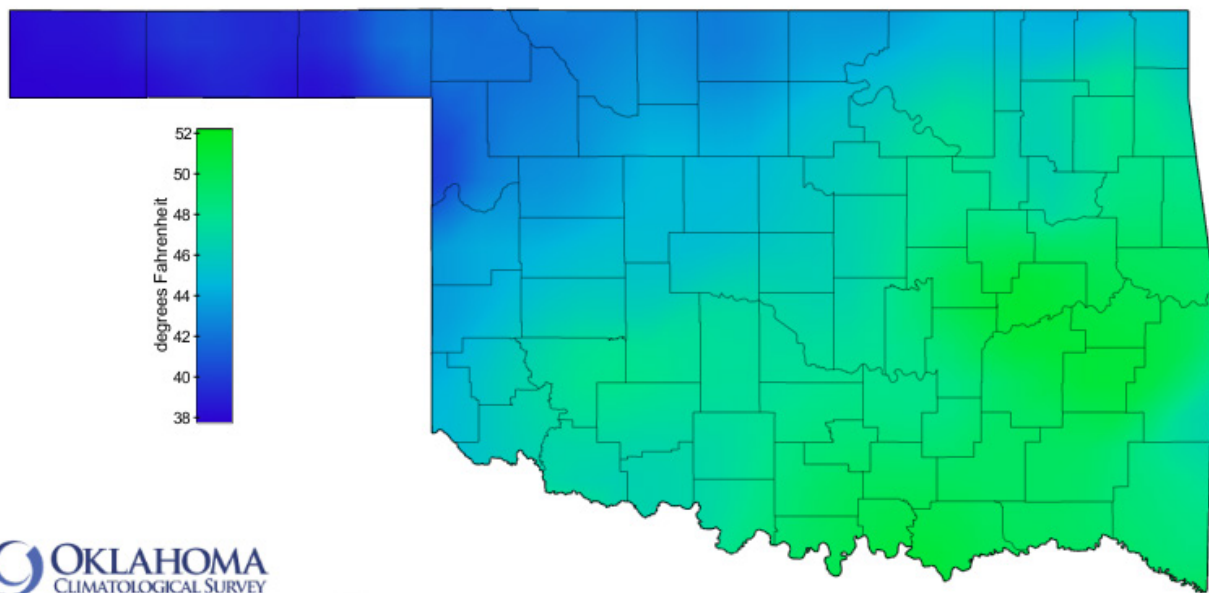 degrees Fahrenheit
52
50
48
46
44
42
40
38
OKLAHOMA
CLIMATOLOGICAL SURVEY